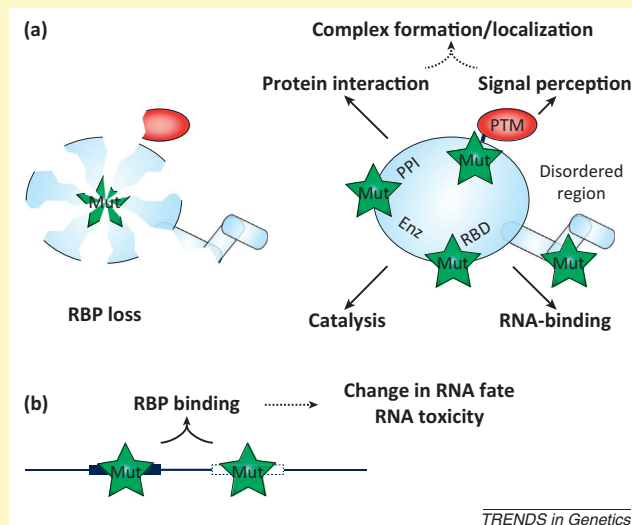 (a)
Complex formation/localization
Protein interaction
Signal perception
PTM
Mut
PPI
Mut
Disordered
region
Mut
Enz
RBD
Mut
Mut
RBP loss
Catalysis
RNA-binding
(b)
RBP binding
Change in RNA fate
RNA toxicity
Mut
Mut
TRENDS in Genetics